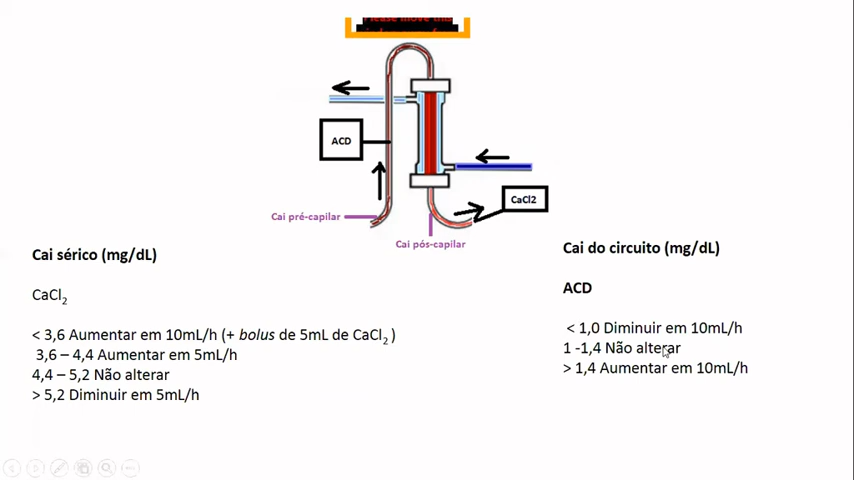 Please move this
ACD
CaCl2
Cai pré-capilar
Cai pós-capilar
Cai sérico (mg/dL)
CaCl2
< 3,6 Aumentar em 10mL/h (+ bolus de 5mL de CaCl2 )
3,6 – 4,4 Aumentar em 5mL/h
4,4 – 5,2 Não alterar
> 5,2 Diminuir em 5mL/h
Cai do circuito (mg/dL)
ACD
< 1,0 Diminuir em 10mL/h
1 -1,4 Não alterar
> 1,4 Aumentar em 10mL/h